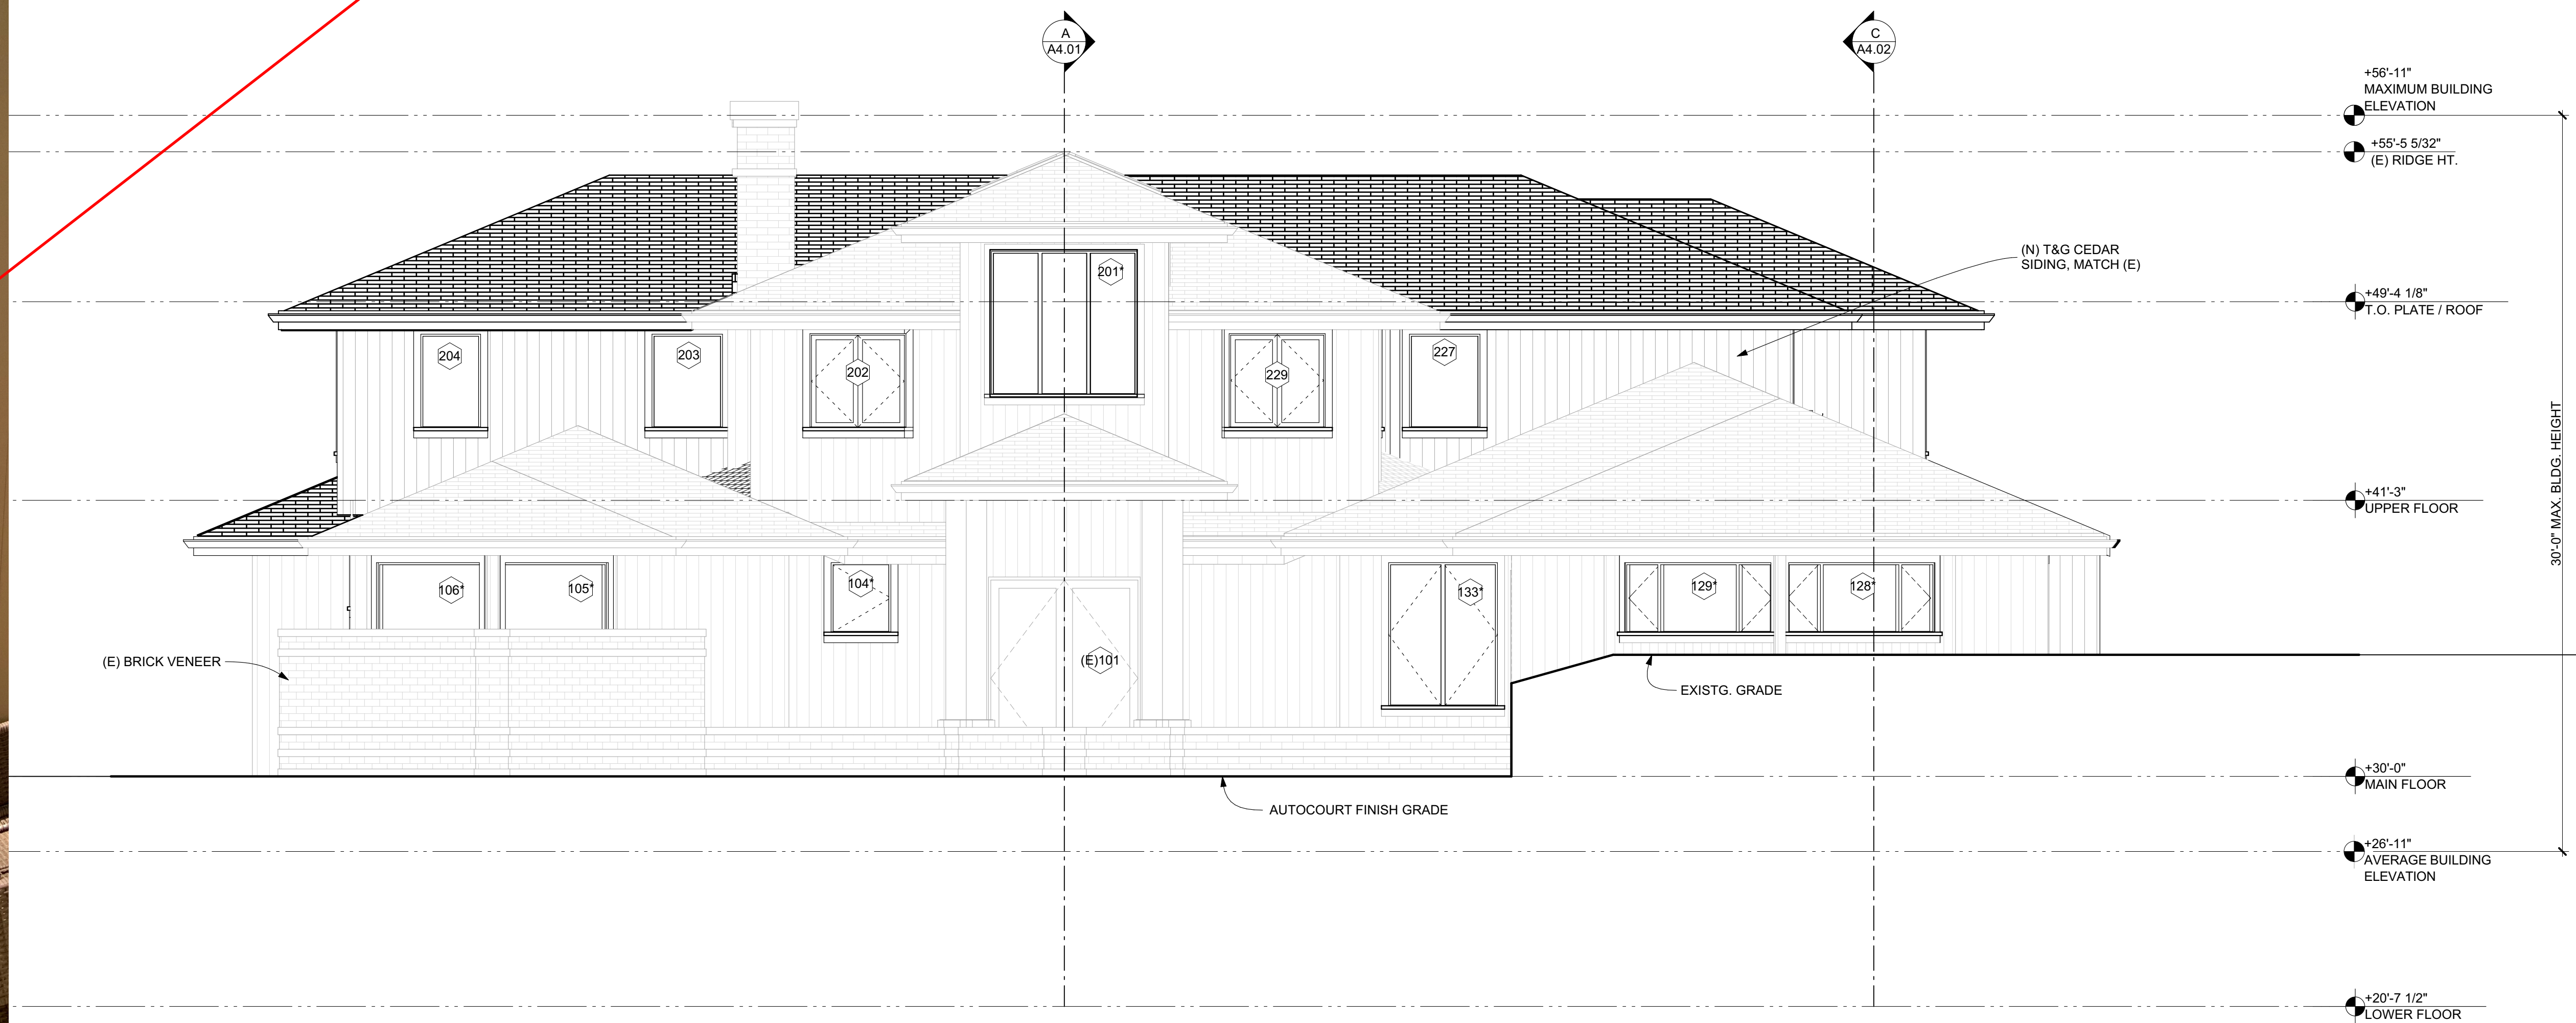 A
A4.01
C
A4.02
+56'-11"
MAXIMUM BUILDING
ELEVATION
+55'-5 5/32"
(E) RIDGE HT.
(N) T&G CEDAR
SIDING, MATCH (E)
201*
+49'-4 1/8"
T.O. PLATE / ROOF
204
203
202
229
227
30'-0" MAX. BLDG. HEIGHT
+41'-3"
UPPER FLOOR
106*
105*
104*
133*
129*
128*
(E) BRICK VENEER
(E)101
EXISTG. GRADE
+30'-0"
MAIN FLOOR
AUTOCOURT FINISH GRADE
+26'-11"
AVERAGE BUILDING
ELEVATION
+20'-7 1/2"
LOWER FLOOR